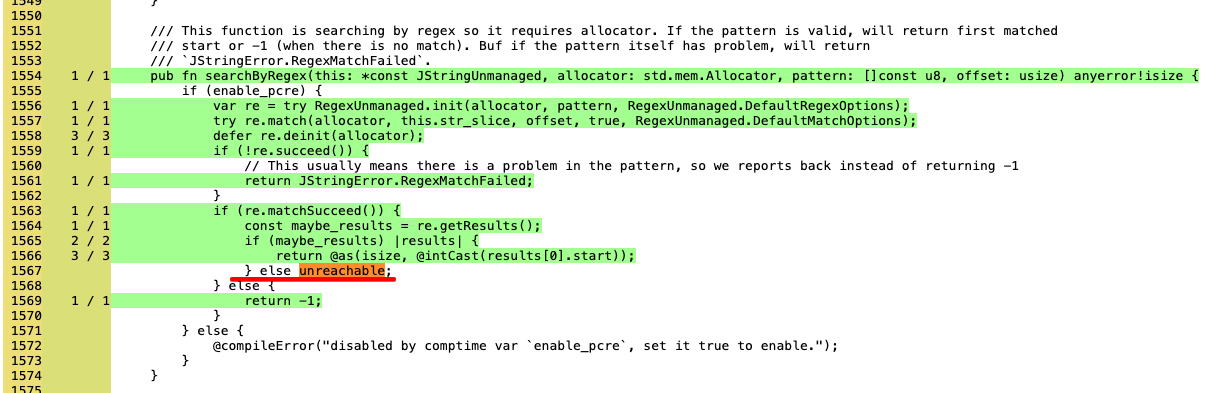 1549 }
1550
1551 /// This function is searching by regex so it requires allocator. If the pattern is valid, will return first matched
1552 /// start or -1 (when there is no match). Buf if the pattern itself has problem, will return
1553 /// `JStringError.RegexMatchFailed`.
1554 1 / 1 pub fn searchByRegex(this: *const JStringUnmanaged, allocator: std.mem.Allocator, pattern: []const u8, offset: usize) anyerror!isize {
1555 if (enable_pcre) {
1556 1 / 1 var re = try RegexUnmanaged.init(allocator, pattern, RegexUnmanaged.DefaultRegexOptions);
1557 1 / 1 try re.match(allocator, this.str_slice, offset, true, RegexUnmanaged.DefaultMatchOptions);
1558 3 / 3 defer re.deinit(allocator);
1559 1 / 1 if (!re.succeed()) {
1560 // This usually means there is a problem in the pattern, so we reports back instead of returning -1
1561 1 / 1 return JStringError.RegexMatchFailed;
1562 }
1563 1 / 1 if (re.matchSucceed()) {
1564 1 / 1 const maybe_results = re.getResults();
1565 2 / 2 if (maybe_results) |results| {
1566 3 / 3 return @as(isize, @intCast(results[0].start));
1567 } else unreachable;
1568 } else {
1569 1 / 1 return -1;
1570 }
1571 } else {
1572 @compileError("disabled by comptime var `enable_pcre`, set it true to enable.");
1573 }
1574 }
1575